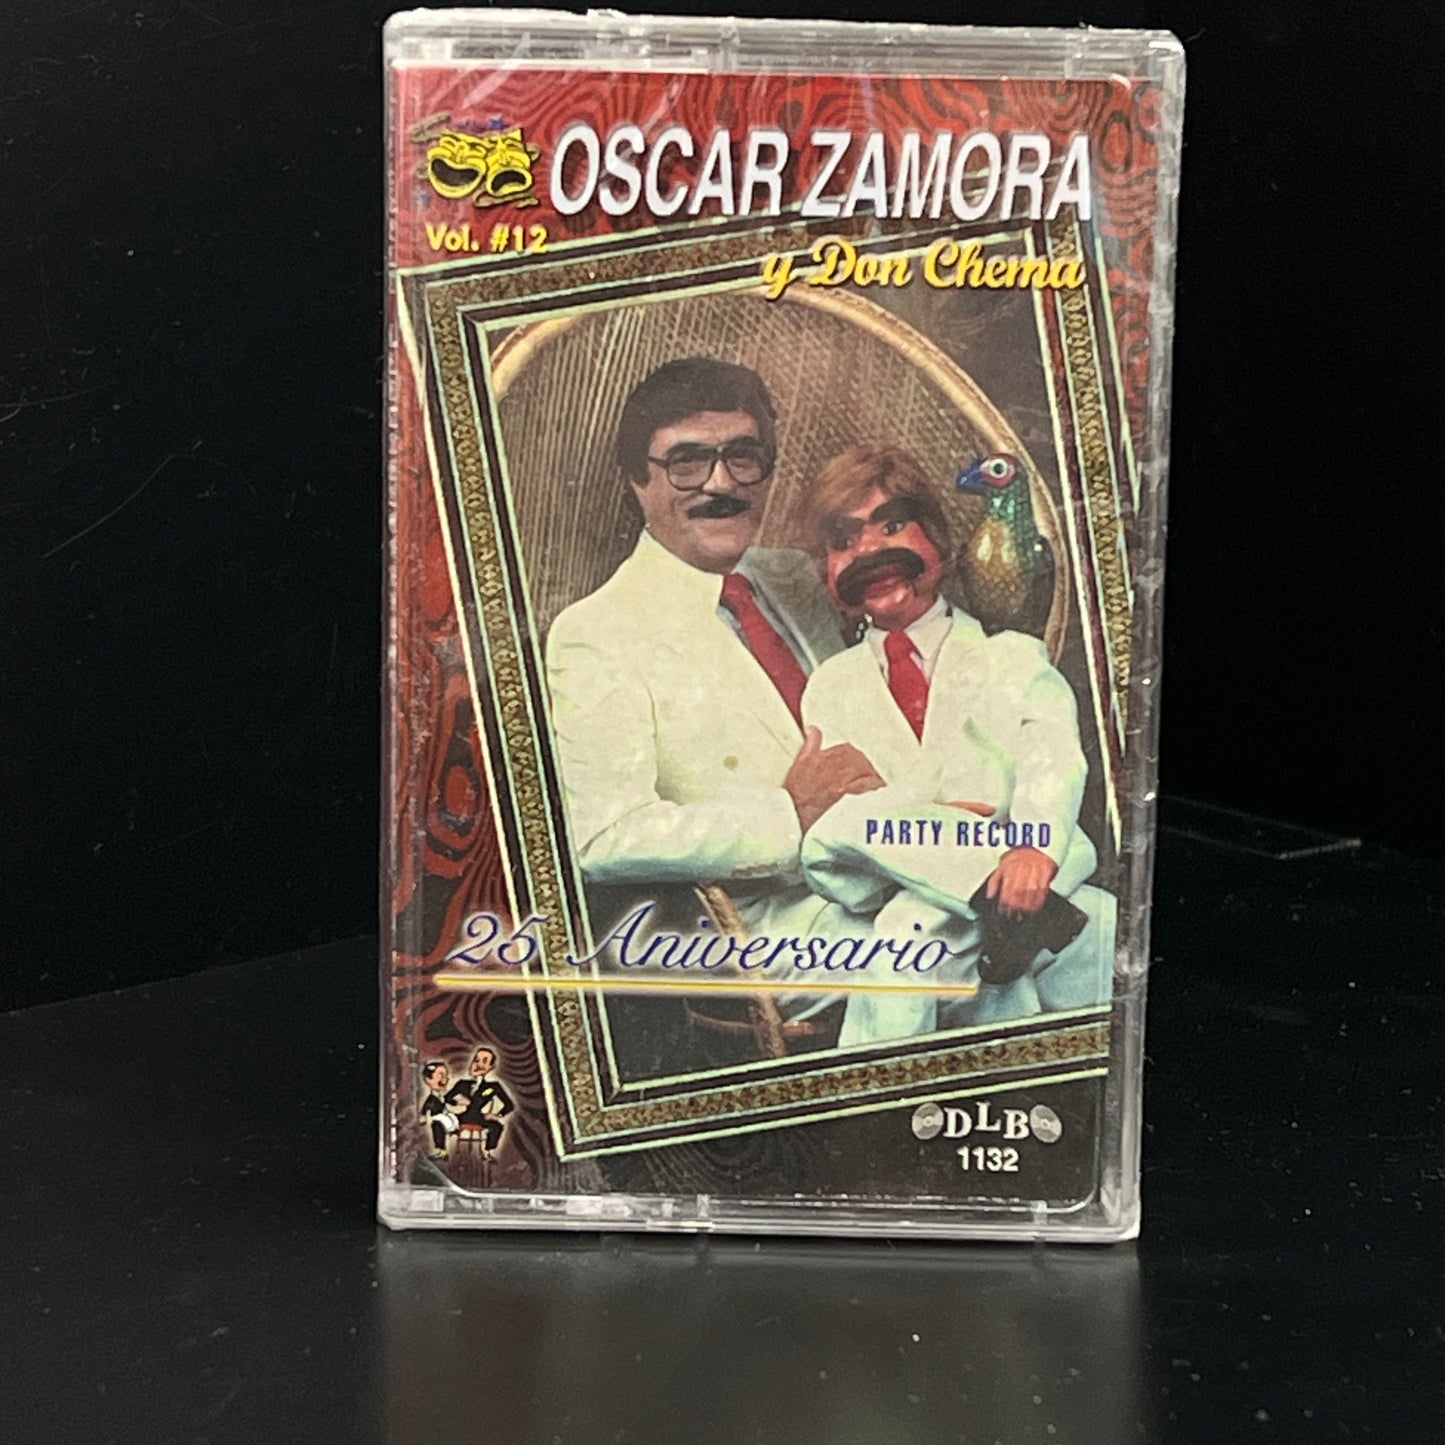 OSCAR ZAMORA
Vol. #12
y Don Chema
PARTY RECORD
25 Aniversario
DLB
1132